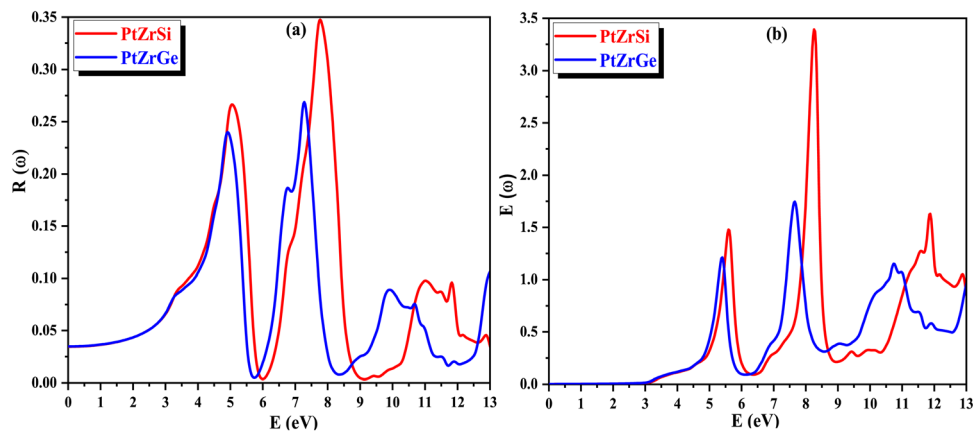 (a)
PtZrSi
PtZrGe
R (ω)
0.35
0.30
0.25
0.20
0.15
0.10
0.05
0.00
0 1 2 3 4 5 6 7 8 9 10 11 12 13
E (eV)
(b)
PtZrSi
PtZrGe
E (ω)
3.5
3.0
2.5
2.0
1.5
1.0
0.5
0.0
0 1 2 3 4 5 6 7 8 9 10 11 12 13
E (eV)